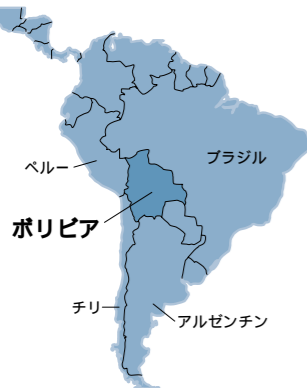 ブラジル
ペルー
ボリビア
チリ
アルゼンチン